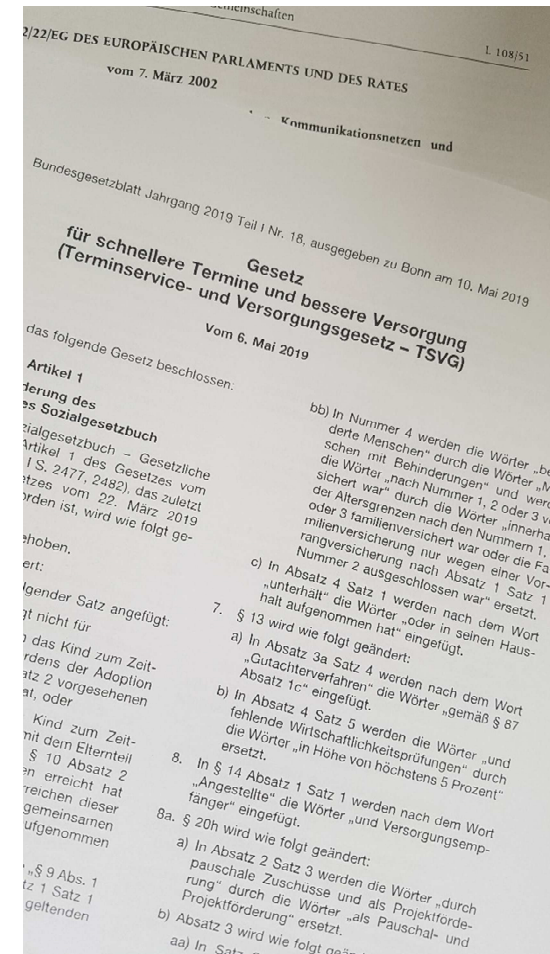 L 108/51
2/22/EG DES EUROPÄISCHEN PARLAMENTS UND DES RATES
vom 7. März 2002
Kommunikationsnetzen und
Bundesgesetzblatt Jahrgang 2019 Teil I Nr. 18, ausgegeben zu Bonn am 10. Mai 2019
Gesetz
für schnellere Termine und bessere Versorgung
(Terminservice- und Versorgungsgesetz – TSVG)
Vom 6. Mai 2019
das folgende Gesetz beschlossen:
Artikel 1
derung des
es Sozialgesetzbuch
zialgesetzbuch – Gesetzliche
Artikel 1 des Gesetzes vom
I S. 2477, 2482), das zuletzt
etzes vom 22. März 2019
orden ist, wird wie folgt ge-
ehoben.
ert:
lgender Satz angefügt:
gt nicht für
das Kind zum Zeit-
rdens der Adoption
atz 2 vorgesehenen
at, oder
Kind zum Zeit-
mit dem Elternteil
§ 10 Absatz 2
en erreicht hat
rreichen dieser
gemeinsamen
ufgenommen
„§ 9 Abs. 1
tz 1 Satz 1
geltenden
bb) In Nummer 4 werden die Wörter „be
derte Menschen“ durch die Wörter „M
schen mit Behinderungen“ und werd
die Wörter „nach Nummer 1, 2 oder 3 v
sichert war“ durch die Wörter „innerha
der Altersgrenzen nach den Nummern 1,
oder 3 familienversichert war oder die Fa
milienversicherung nur wegen einer Vor-
rangversicherung nach Absatz 1 Satz 1
Nummer 2 ausgeschlossen war“ ersetzt.
c) In Absatz 4 Satz 1 werden nach dem Wort
„unterhält“ die Wörter „oder in seinen Haus-
halt aufgenommen hat“ eingefügt.
7. § 13 wird wie folgt geändert:
a) In Absatz 3a Satz 4 werden nach dem Wort
„Gutachterverfahren“ die Wörter „gemäß § 87
Absatz 1c“ eingefügt.
b) In Absatz 4 Satz 5 werden die Wörter „und
fehlende Wirtschaftlichkeitsprüfungen“ durch
die Wörter „in Höhe von höchstens 5 Prozent“
ersetzt.
8. In § 14 Absatz 1 Satz 1 werden nach dem Wort
„Angestellte“ die Wörter „und Versorgungsemp-
fänger“ eingefügt.
8a. § 20h wird wie folgt geändert:
a) In Absatz 2 Satz 3 werden die Wörter „durch
pauschale Zuschüsse und als Projektförde-
rung“ durch die Wörter „als Pauschal- und
Projektförderung“ ersetzt.
b) Absatz 3 wird wie folgt geän
aa) In Satz